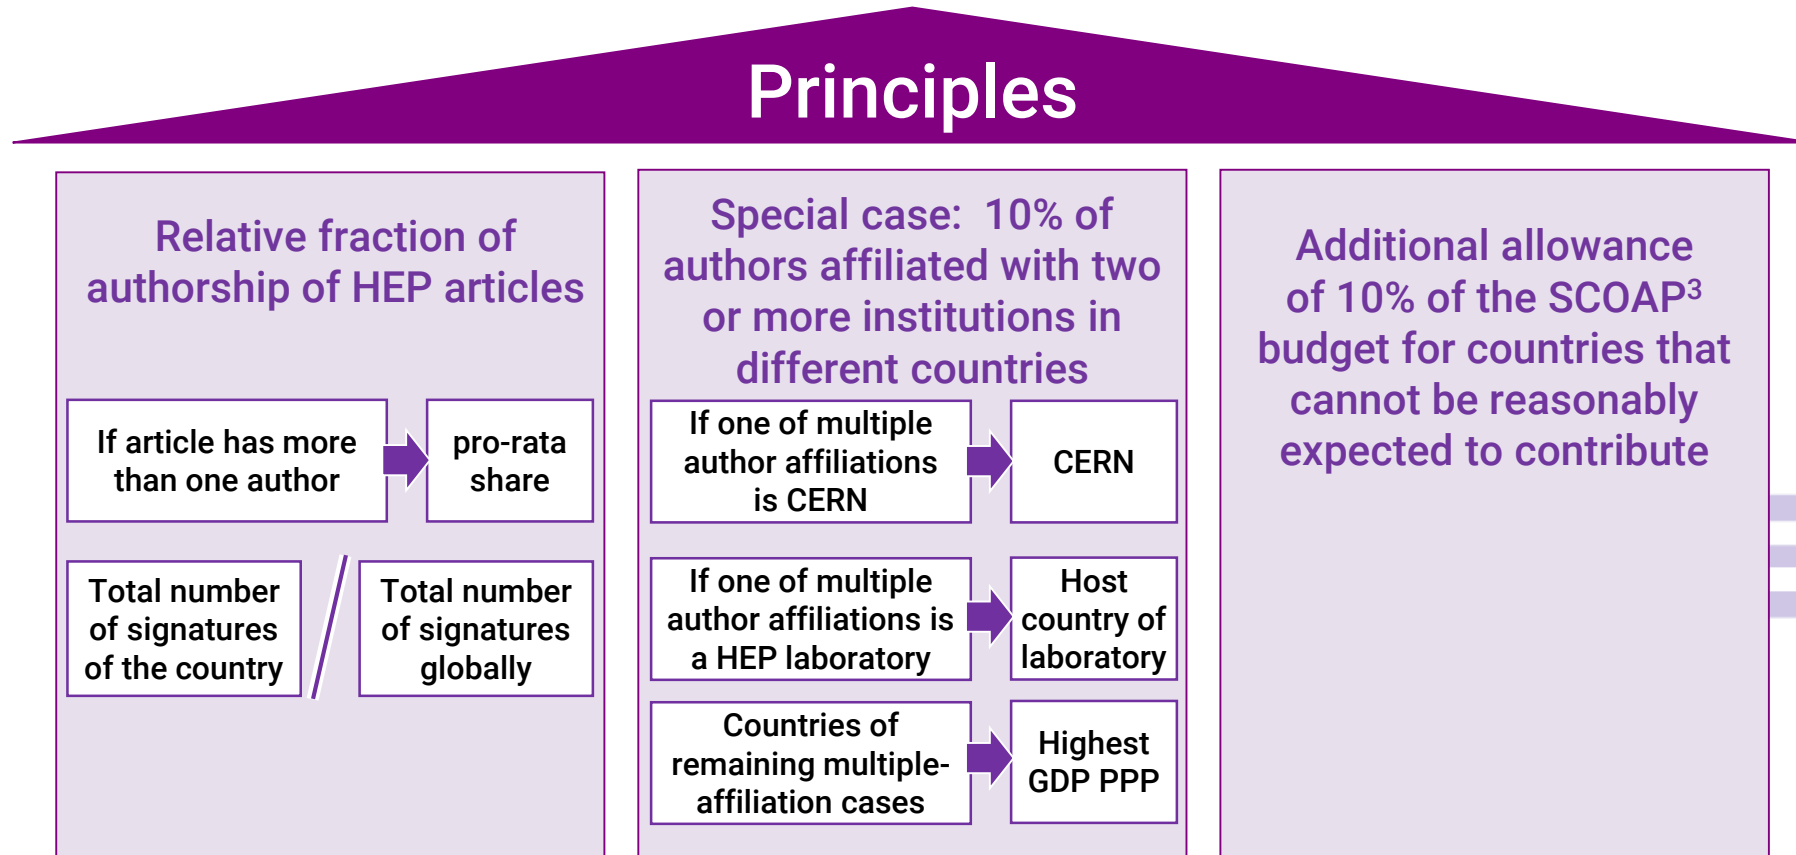 Principles
Relative fraction of
authorship of HEP articles
If article has more
than one author
pro-rata
share
Total number
of signatures
of the country
Total number
of signatures
globally
Special case:  10% of
authors affiliated with two
or more institutions in
different countries
If one of multiple
author affiliations
is CERN
CERN
If one of multiple
author affiliations is
a HEP laboratory
Host
country of
laboratory
Countries of
remaining multiple-
affiliation cases
Highest
GDP PPP
Additional allowance
of 10% of the SCOAP³
budget for countries that
cannot be reasonably
expected to contribute